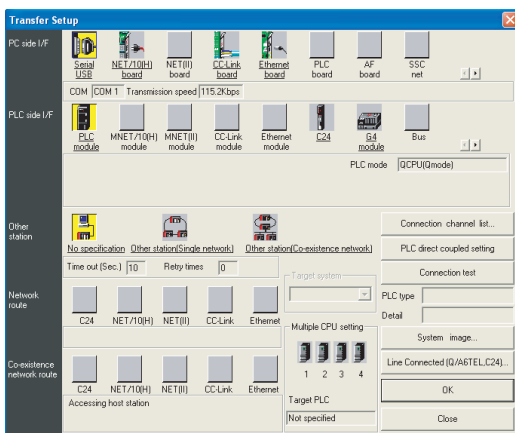 Transfer Setup
PC side I/F
Serial USB
NET/10(H) board
NET(II) board
CC-Link board
Ethernet board
PLC board
AF board
SSC net
COM COM 1 Transmission speed 115.2Kbps
PLC side I/F
PLC module
MNET/10(H) module
MNET(II) module
CC-Link module
Ethernet module
C24
G4 module
Bus
PLC mode QCPU(Qmode)
Other station
No specification
Other station(Single network)
Other station(Co-existence network)
Time out (Sec.) 10 Retry times 0
Target system
Connection channel list...
PLC direct coupled setting
Connection test
PLC type
Detail
System image...
Line Connected (Q/A6TEL,C24)...
OK
Close
Network route
C24 NET/10(H) NET(II) CC-Link Ethernet
Multiple CPU setting
1 2 3 4
Target PLC
Not specified
Co-existence network route
C24 NET/10(H) NET(II) CC-Link Ethernet
Accessing host station